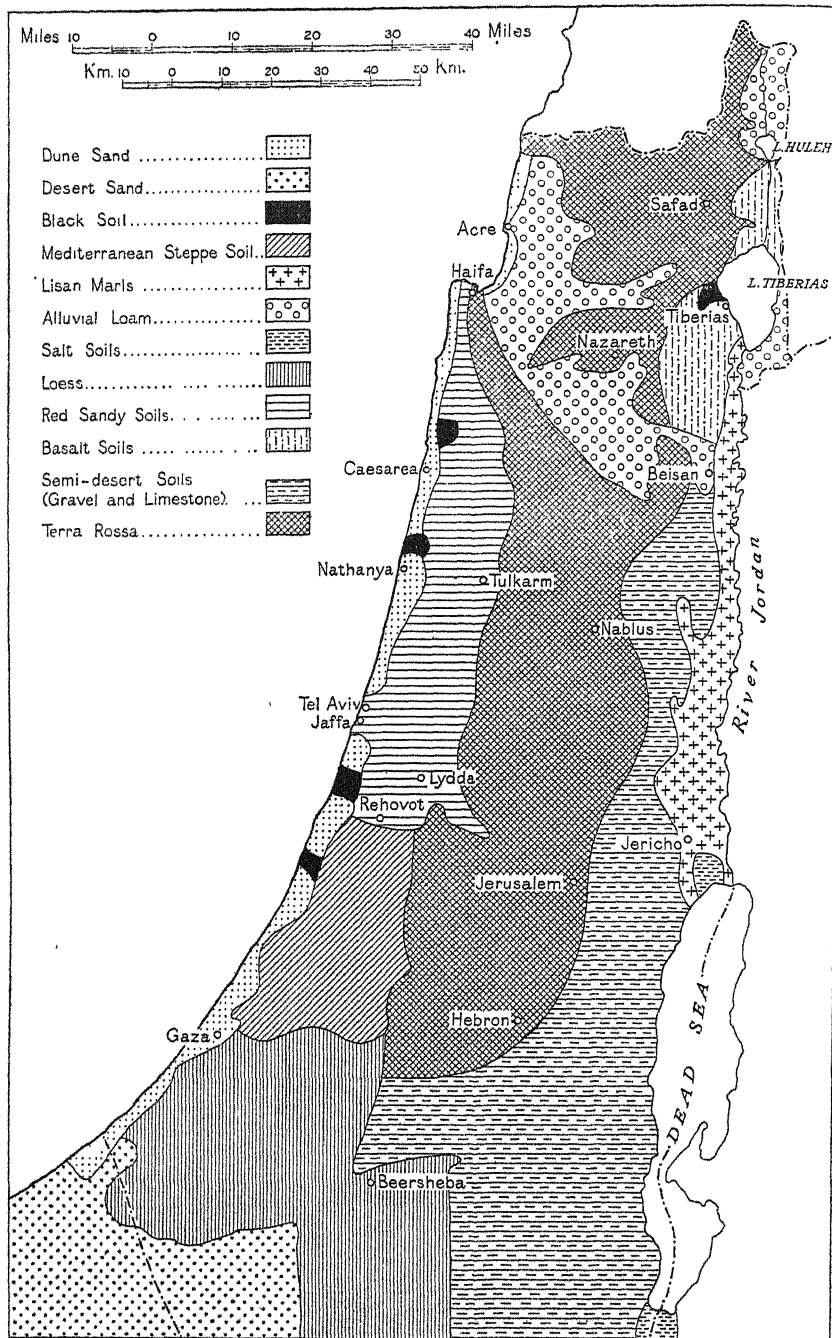 Miles 10 0 10 20 30 40 Miles
Km. 10 0 10 20 30 40 50 Km.
Dune Sand
Desert Sand
Black Soil
Mediterranean Steppe Soil
Lisan Marls
Alluvial Loam
Salt Soils
Loess
Red Sandy Soils
Basalt Soils
Semi-desert Soils
(Gravel and Limestone)
Terra Rossa
L. HULEH
Safad
Acre
Haifa
L. TIBERIAS
Tiberias
Nazareth
Caesarea
Beisan
Nathanya
Tulkarm
Nablus
River Jordan
Tel Aviv
Jaffa
Lydda
Rehovot
Jericho
Jerusalem
Hebron
Gaza
DEAD SEA
Beersheba